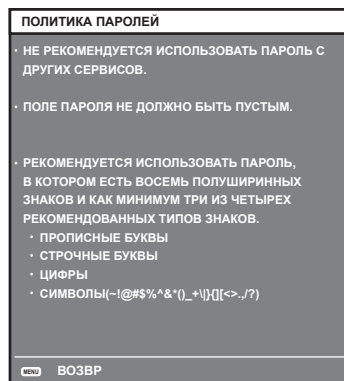 ПОЛИТИКА ПАРОЛЕЙ
· НЕ РЕКОМЕНДУЕТСЯ ИСПОЛЬЗОВАТЬ ПАРОЛЬ С
ДРУГИХ СЕРВИСОВ.
· ПОЛЕ ПАРОЛЯ НЕ ДОЛЖНО БЫТЬ ПУСТЫМ.
· РЕКОМЕНДУЕТСЯ ИСПОЛЬЗОВАТЬ ПАРОЛЬ,
В КОТОРОМ ЕСТЬ ВОСЕМЬ ПОЛУШИРИННЫХ
ЗНАКОВ И КАК МИНИМУМ ТРИ ИЗ ЧЕТЫРЕХ
РЕКОМЕНДОВАННЫХ ТИПОВ ЗНАКОВ.
· ПРОПИСНЫЕ БУКВЫ
· СТРОЧНЫЕ БУКВЫ
· ЦИФРЫ
· СИМВОЛЫ(~!@#$%^&*()_+\|}{][<>.,/?)
MENU ВОЗВР